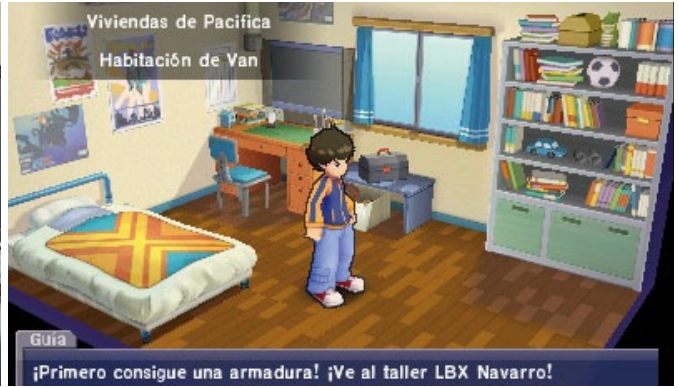 Viviendas de Pacifica
Habitación de Van
Guía
¡Primero consigue una armadura! ¡Ve al taller LBX Navarro!